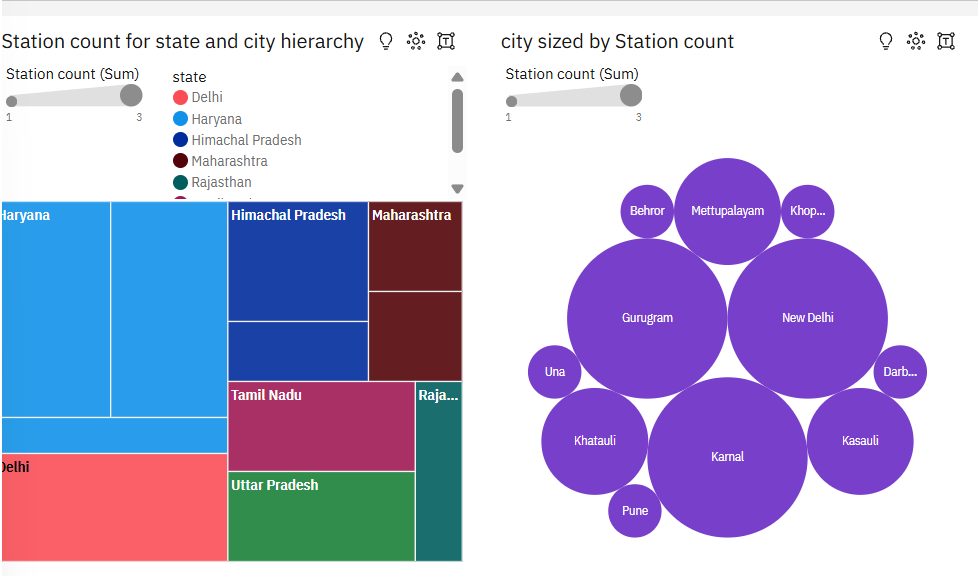 Station count for state and city hierarchy
Station count (Sum)
1
3
state
Delhi
Haryana
Himachal Pradesh
Maharashtra
Rajasthan
Haryana
Himachal Pradesh
Maharashtra
Delhi
Tamil Nadu
Raja...
Uttar Pradesh
city sized by Station count
Station count (Sum)
1
3
Behror
Mettupalayam
Khop...
Gurugram
New Delhi
Una
Darb...
Khatauli
Karnal
Kasauli
Pune